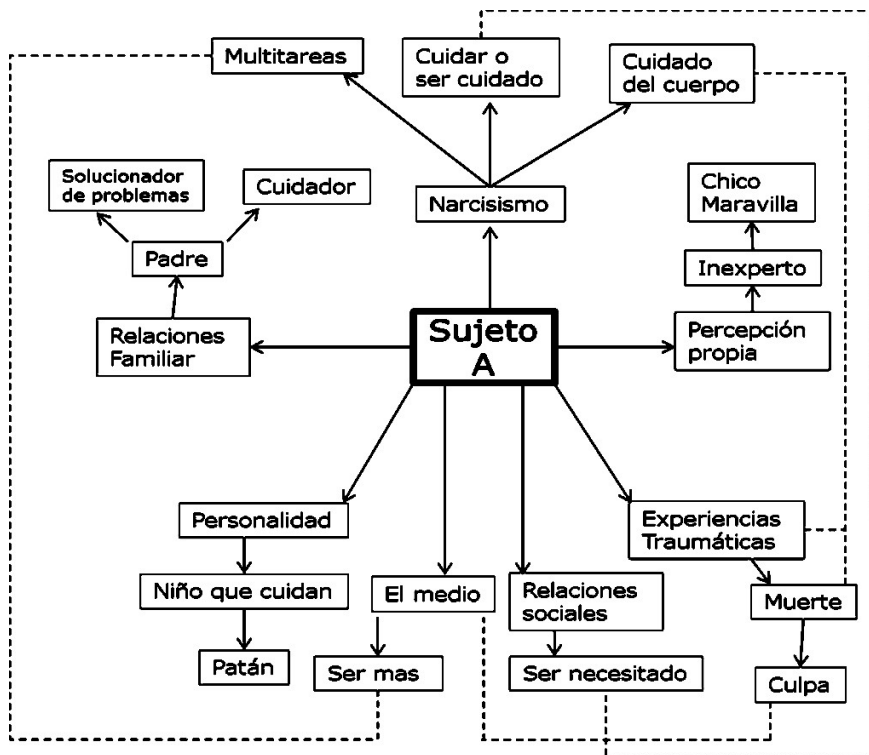 Multitareas
Cuidar o
ser cuidado
Cuidado
del cuerpo
Solucionador
de problemas
Cuidador
Narcisismo
Chico
Maravilla
Padre
Inexperto
Relaciones
Familiar
Sujeto
A
Percepción
propia
Personalidad
Experiencias
Traumáticas
Niño que cuidan
El medio
Relaciones
sociales
Muerte
Patán
Ser mas
Ser necesitado
Culpa